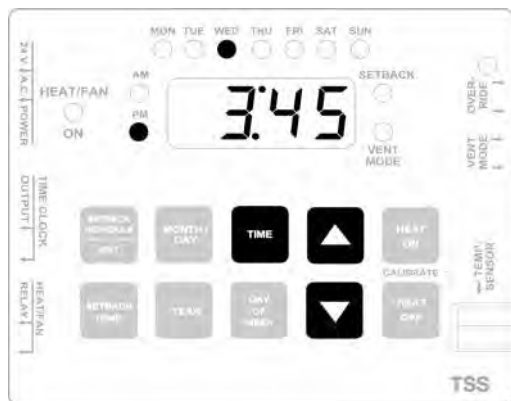 MON TUE WED THU FRI SAT SUN
24 V. A.C. POWER
HEAT/FAN
ON
AM
PM
3:45
SETBACK
VENT
MODE
OVER-
RIDE
VENT
MODE
TIME CLOCK
OUTPUT
HEAT/FAN
RELAY
MONTH/
DAY
TIME
HEAT
ON
CALIBRATE
SETBACK
TEMP
YEAR
DAY
OF
WEEK
HEAT
OFF
TEMP.
SENSOR
TSS